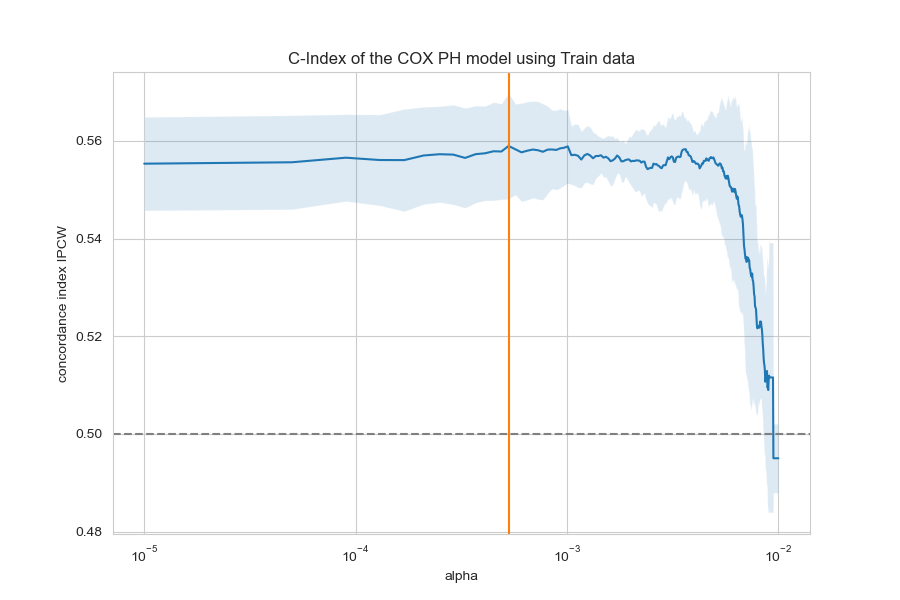 C-Index of the COX PH model using Train data
concordance index IPCW
0.56
0.54
0.52
0.50
0.48
10⁻⁵ 10⁻⁴ 10⁻³ 10⁻²
alpha